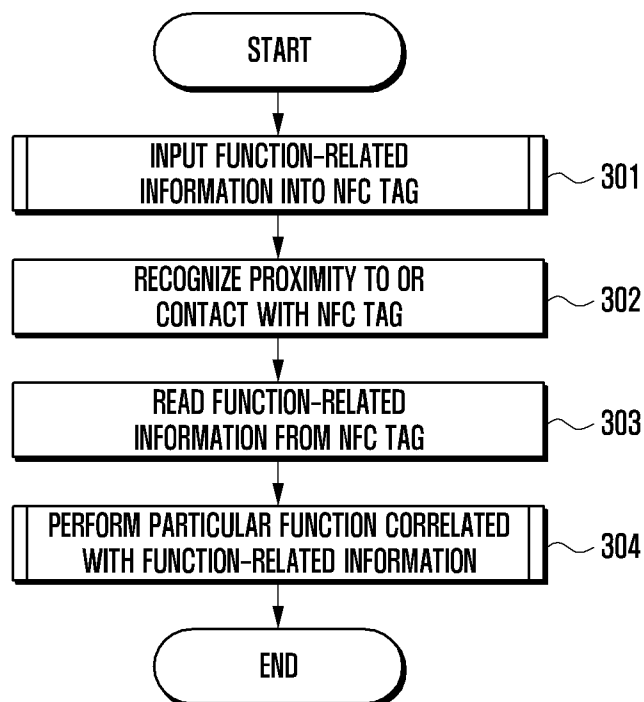 START
INPUT FUNCTION-RELATED
INFORMATION INTO NFC TAG
301
RECOGNIZE PROXIMITY TO OR
CONTACT WITH NFC TAG
302
READ FUNCTION-RELATED
INFORMATION FROM NFC TAG
303
PERFORM PARTICULAR FUNCTION CORRELATED
WITH FUNCTION-RELATED INFORMATION
304
END